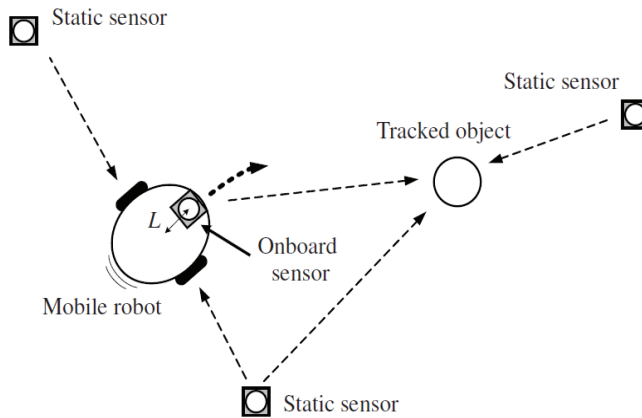 Static sensor
Static sensor
Tracked object
L
Onboard
sensor
Mobile robot
Static sensor